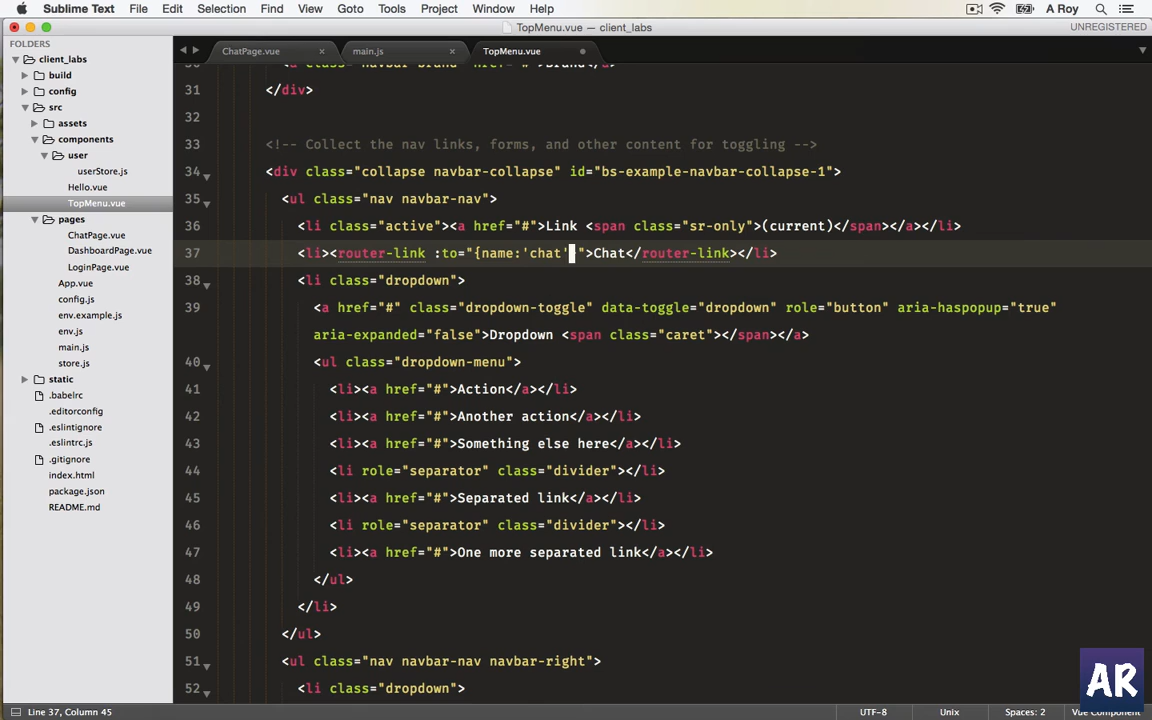 Sublime Text File Edit Selection Find View Goto Tools Project Window Help A Roy
TopMenu.vue — client_labs UNREGISTERED
FOLDERS
client_labs
build
config
src
assets
components
user
userStore.js
Hello.vue
TopMenu.vue
pages
ChatPage.vue
DashboardPage.vue
LoginPage.vue
App.vue
config.js
env.example.js
env.js
main.js
store.js
static
.babelrc
.editorconfig
.eslintignore
.eslintrc.js
.gitignore
index.html
package.json
README.md
ChatPage.vue × main.js × TopMenu.vue
31 </div>
32
33 <!-- Collect the nav links, forms, and other content for toggling -->
34 <div class="collapse navbar-collapse" id="bs-example-navbar-collapse-1">
35 <ul class="nav navbar-nav">
36 <li class="active"><a href="#">Link <span class="sr-only">(current)</span></a></li>
37 <li><router-link :to="{name:'chat'}">Chat</router-link></li>
38 <li class="dropdown">
39 <a href="#" class="dropdown-toggle" data-toggle="dropdown" role="button" aria-haspopup="true"
aria-expanded="false">Dropdown <span class="caret"></span></a>
40 <ul class="dropdown-menu">
41 <li><a href="#">Action</a></li>
42 <li><a href="#">Another action</a></li>
43 <li><a href="#">Something else here</a></li>
44 <li role="separator" class="divider"></li>
45 <li><a href="#">Separated link</a></li>
46 <li role="separator" class="divider"></li>
47 <li><a href="#">One more separated link</a></li>
48 </ul>
49 </li>
50 </ul>
51 <ul class="nav navbar-nav navbar-right">
52 <li class="dropdown">
AR
Line 37, Column 45 UTF-8 Unix Spaces: 2 Vue Component